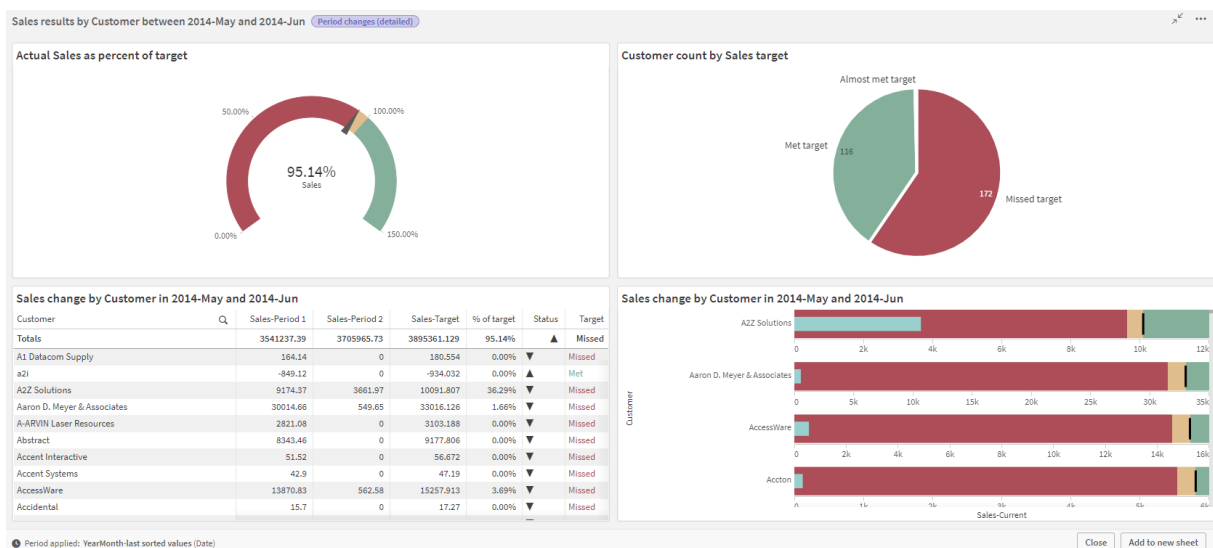 Sales results by Customer between 2014-May and 2014-Jun Period changes (detailed)
Actual Sales as percent of target
50.00% 100.00%
95.14%
Sales
0.00% 150.00%
Customer count by Sales target
Almost met target
Met target 116
172 Missed target
Sales change by Customer in 2014-May and 2014-Jun
Customer Sales-Period 1 Sales-Period 2 Sales-Target % of target Status Target
Totals 3541237.39 3705965.73 3895361.129 95.14% ▲ Missed
A1 Datacom Supply 164.14 0 180.554 0.00% ▼ Missed
a2i -849.12 0 -934.032 0.00% ▲ Met
A2Z Solutions 9174.37 3661.97 10091.807 36.29% ▼ Missed
Aaron D. Meyer & Associates 30014.66 549.65 33016.126 1.66% ▼ Missed
A-ARVIN Laser Resources 2821.08 0 3103.188 0.00% ▼ Missed
Abstract 8343.46 0 9177.806 0.00% ▼ Missed
Accent Interactive 51.52 0 56.672 0.00% ▼ Missed
Accent Systems 42.9 0 47.19 0.00% ▼ Missed
AccessWare 13870.83 562.58 15257.913 3.69% ▼ Missed
Accidental 15.7 0 17.27 0.00% ▼ Missed
Sales change by Customer in 2014-May and 2014-Jun
Customer
A2Z Solutions
0 2k 4k 6k 8k 10k 12k
Aaron D. Meyer & Associates
0 5k 10k 15k 20k 25k 30k 35k
AccessWare
0 2k 4k 6k 8k 10k 12k 14k 16k
Accton
0 1k 2k 3k 4k 5k 6k
Sales-Current
Period applied: YearMonth-last sorted values (Date)
Close Add to new sheet